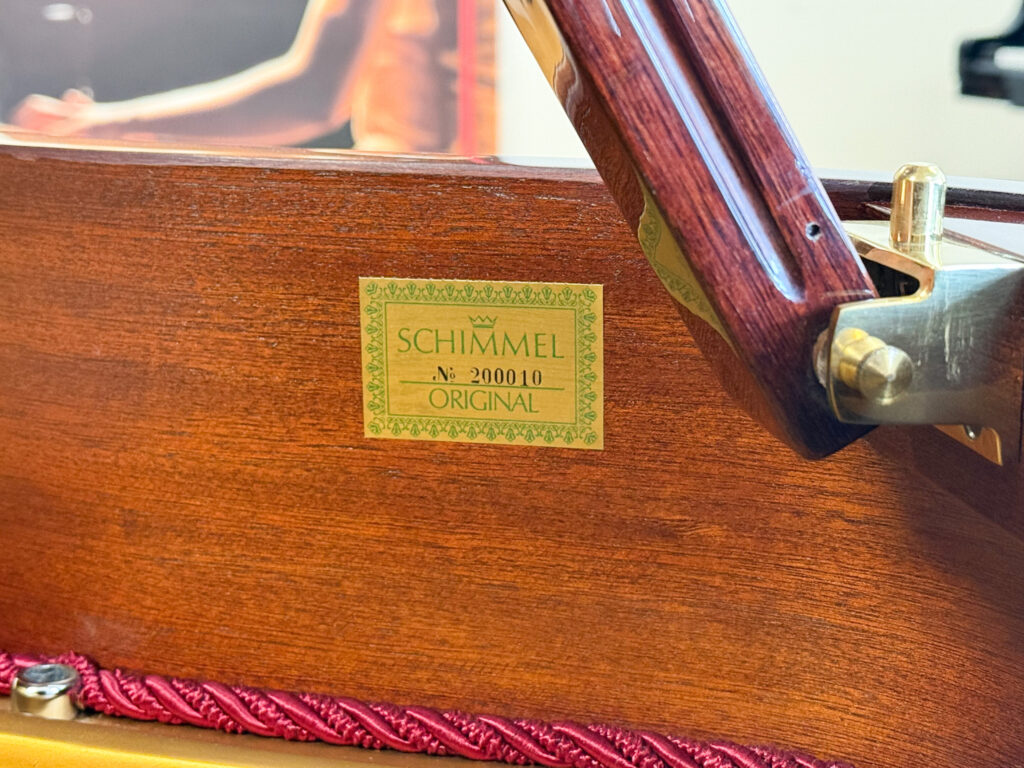 SCHIMMEL
№ 200010
ORIGINAL